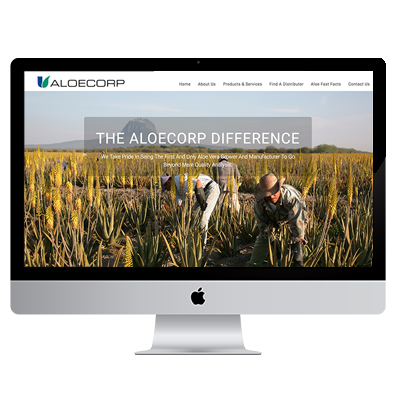 ALOECORP
Home About Us Products & Services Find A Distributor Aloe Fast Facts Contact Us
THE ALOECORP DIFFERENCE
We Take Pride In Being The First And Only Aloe Vera Grower And Manufacturer To Go
Beyond Mere Quality Analysis.